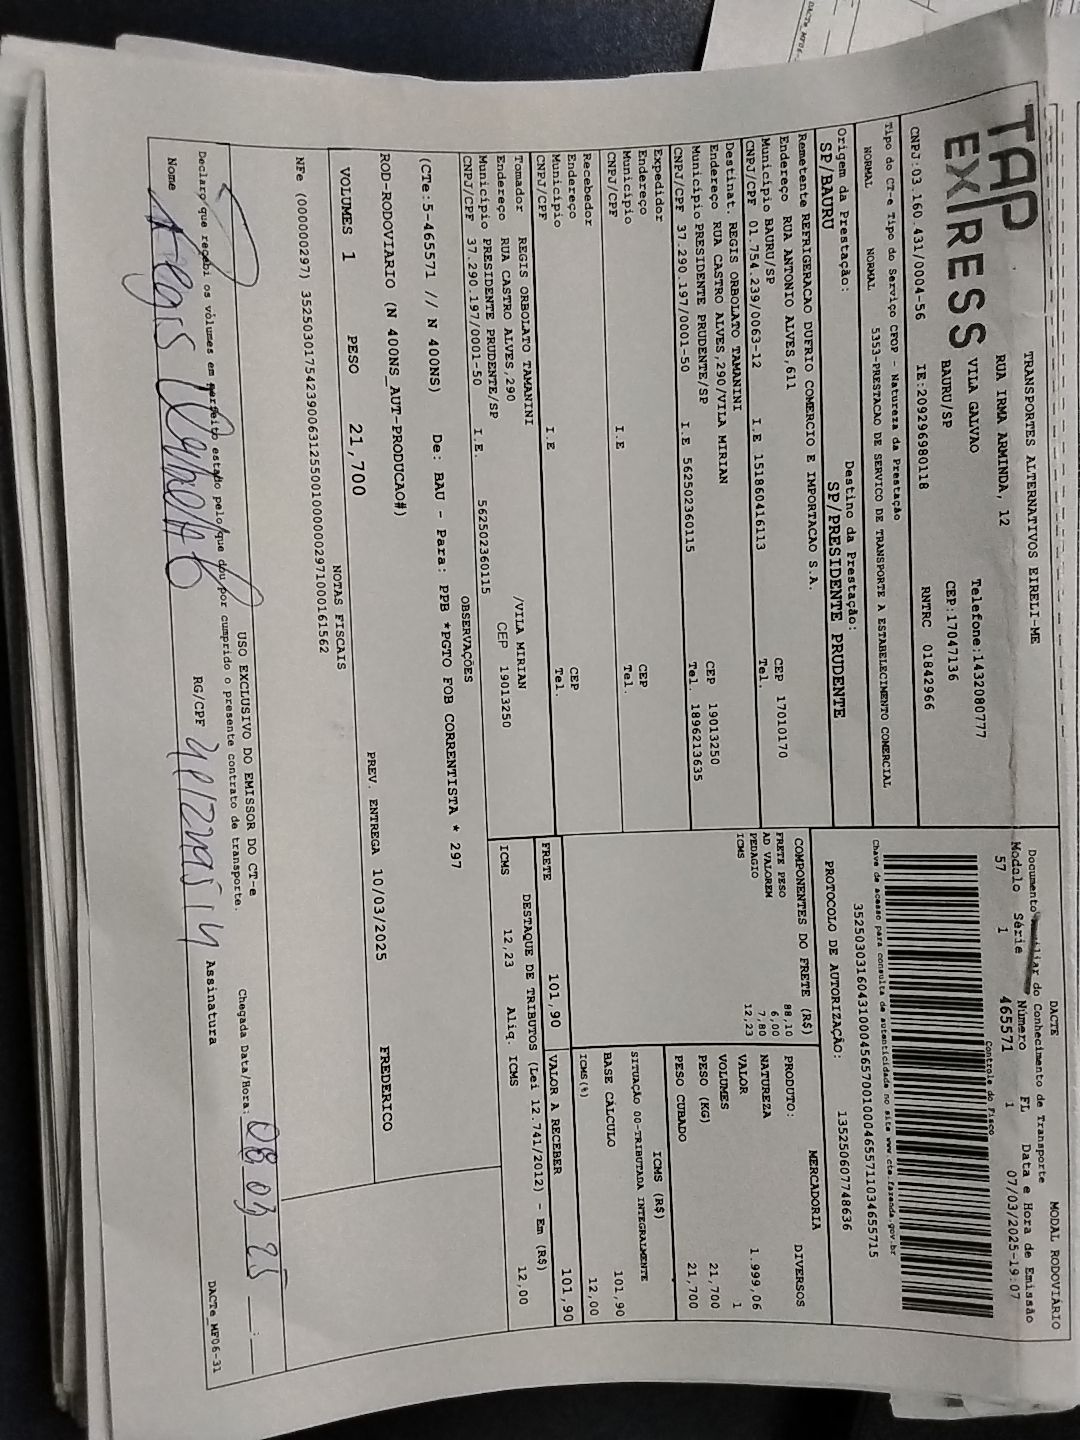 TAP EXPRESS
TRANSPORTES ALTERNATIVOS EIRELI-ME
RUA IRMA ARMINDA, 12
VILA GALVAO Telefone:1432080777
BAURU/SP CEP:17047136
CNPJ:03.160.431/0004-56 IE:209296980118 RNTRC 01842966
Tipo do CT-e Tipo do Serviço CFOP - Natureza da Prestação
NORMAL NORMAL 5353-PRESTACAO DE SERVICO DE TRANSPORTE A ESTABELECIMENTO COMERCIAL
Origem da Prestação: Destino da Prestação:
SP/BAURU SP/PRESIDENTE PRUDENTE
Remetente REFRIGERACAO DUFRIO COMERCIO E IMPORTACAO S.A.
Endereço RUA ANTONIO ALVES,611
Município BAURU/SP CEP 17010170
CNPJ/CPF 01.754.239/0063-12 I.E 151860416113 Tel.
Destinat. REGIS ORBOLATO TAMANINI
Endereço RUA CASTRO ALVES,290/VILA MIRIAN
Município PRESIDENTE PRUDENTE/SP CEP 19013250
CNPJ/CPF 37.290.197/0001-50 I.E 562502360115 Tel. 1896213635
Expedidor
Endereço
Município CEP
CNPJ/CPF I.E Tel.
Recebedor
Endereço
Município CEP
CNPJ/CPF I.E Tel.
Tomador REGIS ORBOLATO TAMANINI
Endereço RUA CASTRO ALVES,290 /VILA MIRIAN
Município PRESIDENTE PRUDENTE/SP CEP 19013250
CNPJ/CPF 37.290.197/0001-50 I.E. 562502360115
DACTE MODAL RODOVIÁRIO
Documento do Conhecimento de Transporte
Modalo Série Número FL Data e Hora de Emissão
57 1 465571 1 07/03/2025-19:07
Controle do Fisco
Chave de acesso para consulta de autenticidade no site www.cte.fazenda.gov.br
35250303160431000456570010004655711034655715
PROTOCOLO DE AUTORIZAÇÃO: 135250607748636
COMPONENTES DO FRETE (R$)
FRETE PESO 88,10
AD VALOREM 6,00
PEDAGIO 7,80
ICMS 12,23
MERCADORIA
PRODUTO: DIVERSOS
NATUREZA
VALOR 1.999,06
VOLUMES 1
PESO (KG) 21,700
PESO CUBADO 21,700
ICMS (R$)
SITUAÇÃO 00-TRIBUTADA INTEGRALMENTE
BASE CÁLCULO 101,90
ICMS(%) 12,00
FRETE 101,90 VALOR A RECEBER 101,90
DESTAQUE DE TRIBUTOS (Lei 12.741/2012) - Em (R$)
ICMS 12,23 Aliq. ICMS 12,00
OBSERVAÇÕES
(CTe:5-465571 // N 400NS) De: BAU - Para: PPB *PGTO FOB CORRENTISTA * 297
ROD-RODOVIARIO (N 400NS_AUT-PRODUCAO#)
PREV. ENTREGA 10/03/2025 FREDERICO
VOLUMES 1 PESO 21,700
NOTAS FISCAIS
NFe (000000297) 35250301754239006312550010000002971000161562
USO EXCLUSIVO DO EMISSOR DO CT-e
Declaro que recebi os volumes em perfeito estado pelo que dou por cumprido o presente contrato de transporte.
Chegada Data/Hora: 08 03 25 __:__
Nome Regis Orbolato RG/CPF Assinatura
DACTe_MF06-31